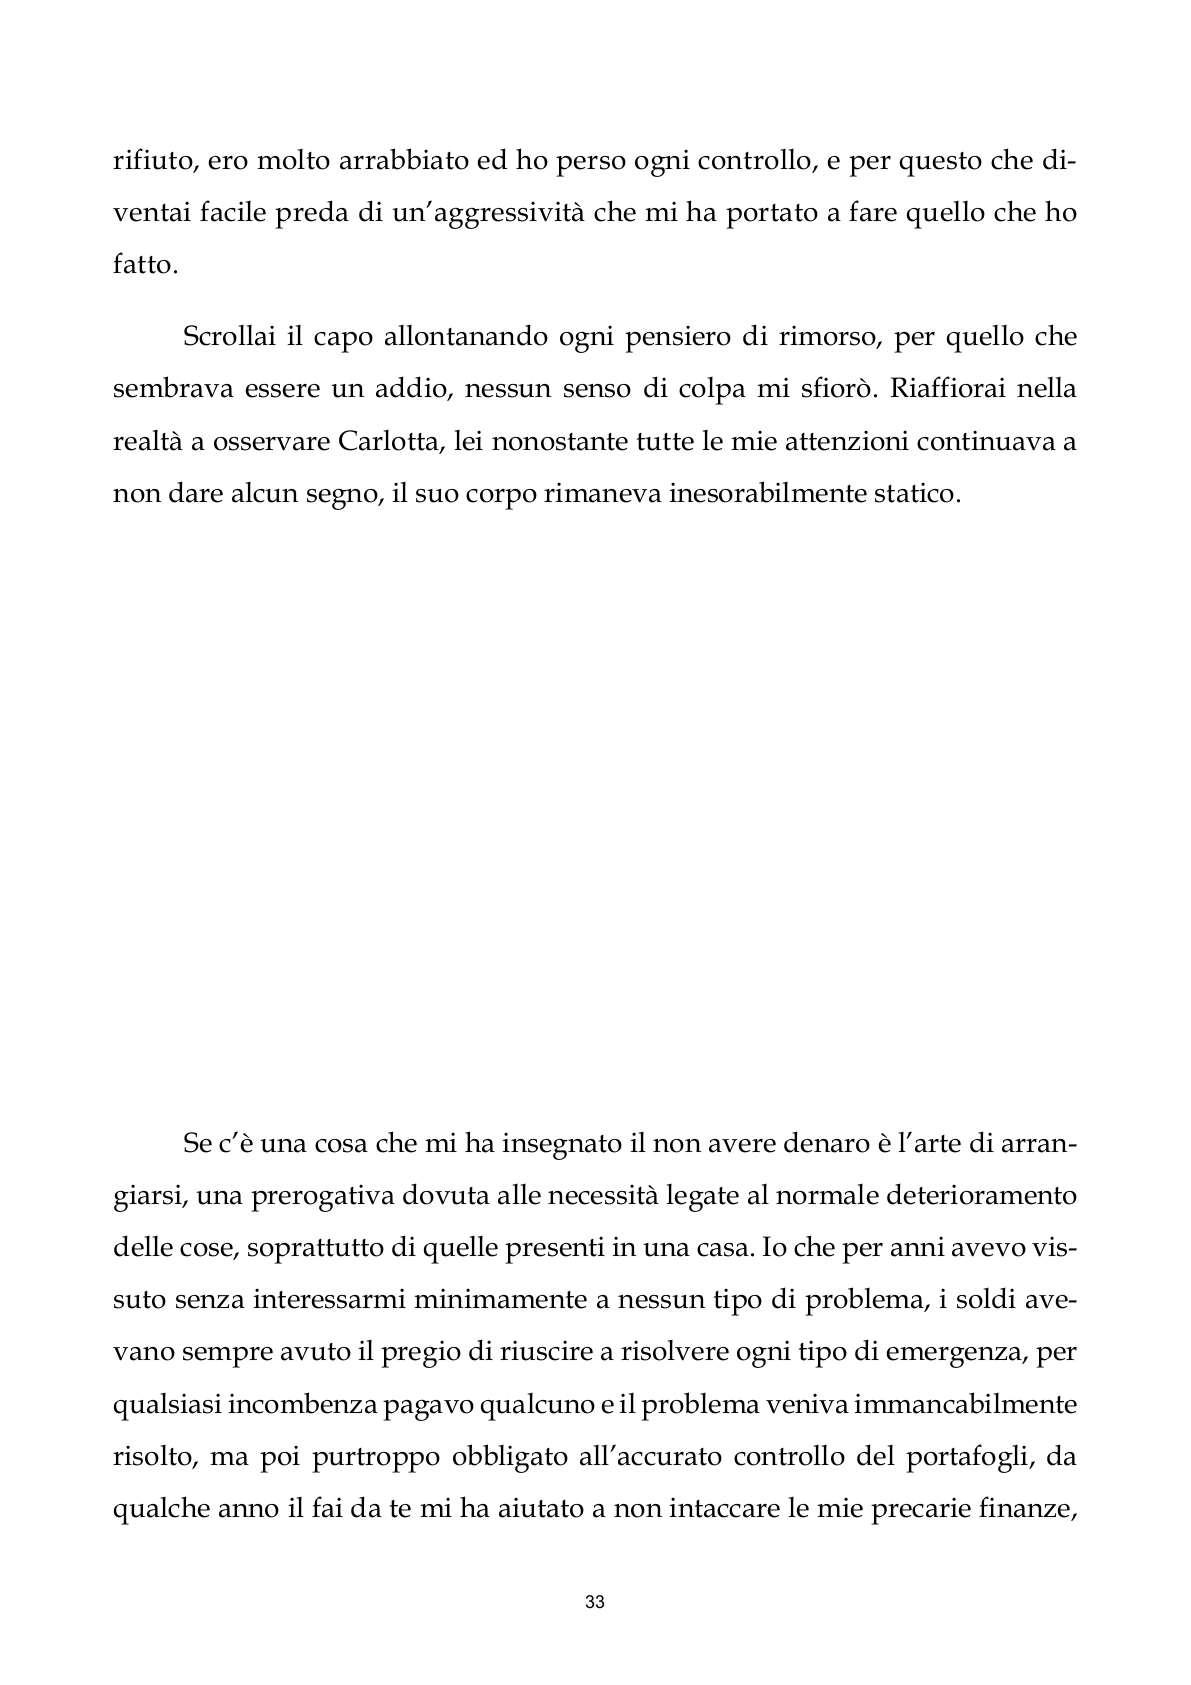 rifiuto, ero molto arrabbiato ed ho perso ogni controllo, e per questo che di-
ventai facile preda di un’aggressività che mi ha portato a fare quello che ho
fatto.
Scrollai il capo allontanando ogni pensiero di rimorso, per quello che
sembrava essere un addio, nessun senso di colpa mi sfiorò. Riaffiorai nella
realtà a osservare Carlotta, lei nonostante tutte le mie attenzioni continuava a
non dare alcun segno, il suo corpo rimaneva inesorabilmente statico.
Se c’è una cosa che mi ha insegnato il non avere denaro è l’arte di arran-
giarsi, una prerogativa dovuta alle necessità legate al normale deterioramento
delle cose, soprattutto di quelle presenti in una casa. Io che per anni avevo vis-
suto senza interessarmi minimamente a nessun tipo di problema, i soldi ave-
vano sempre avuto il pregio di riuscire a risolvere ogni tipo di emergenza, per
qualsiasi incombenza pagavo qualcuno e il problema veniva immancabilmente
risolto, ma poi purtroppo obbligato all’accurato controllo del portafogli, da
qualche anno il fai da te mi ha aiutato a non intaccare le mie precarie finanze,
33